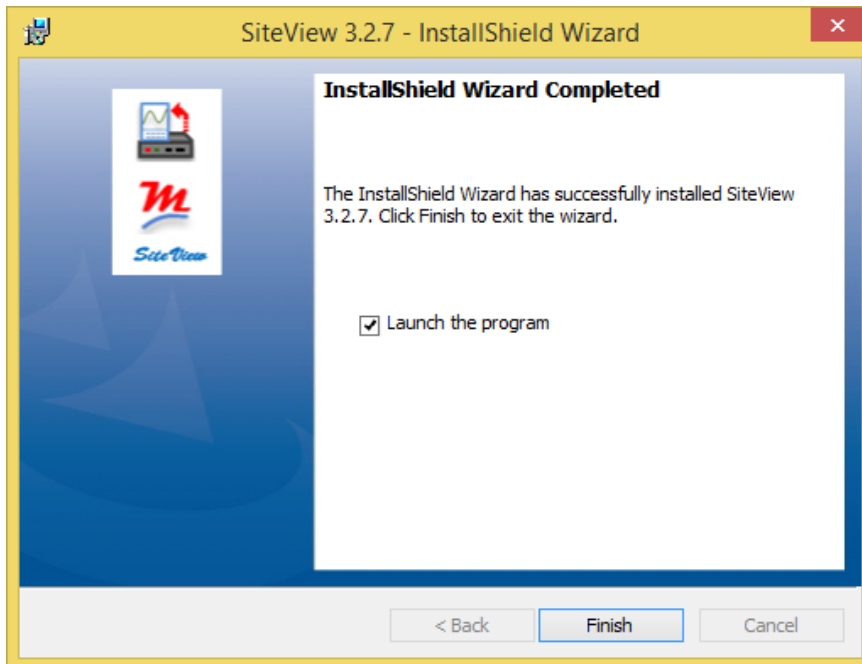 SiteView 3.2.7 - InstallShield Wizard
InstallShield Wizard Completed
m
SiteView
The InstallShield Wizard has successfully installed SiteView
3.2.7. Click Finish to exit the wizard.
Launch the program
< Back
Finish
Cancel